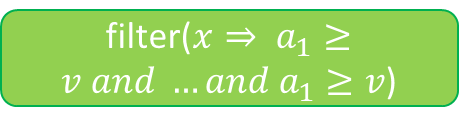 filter(x ⇒ a₁ ≥
v and ... and a₁ ≥ v)